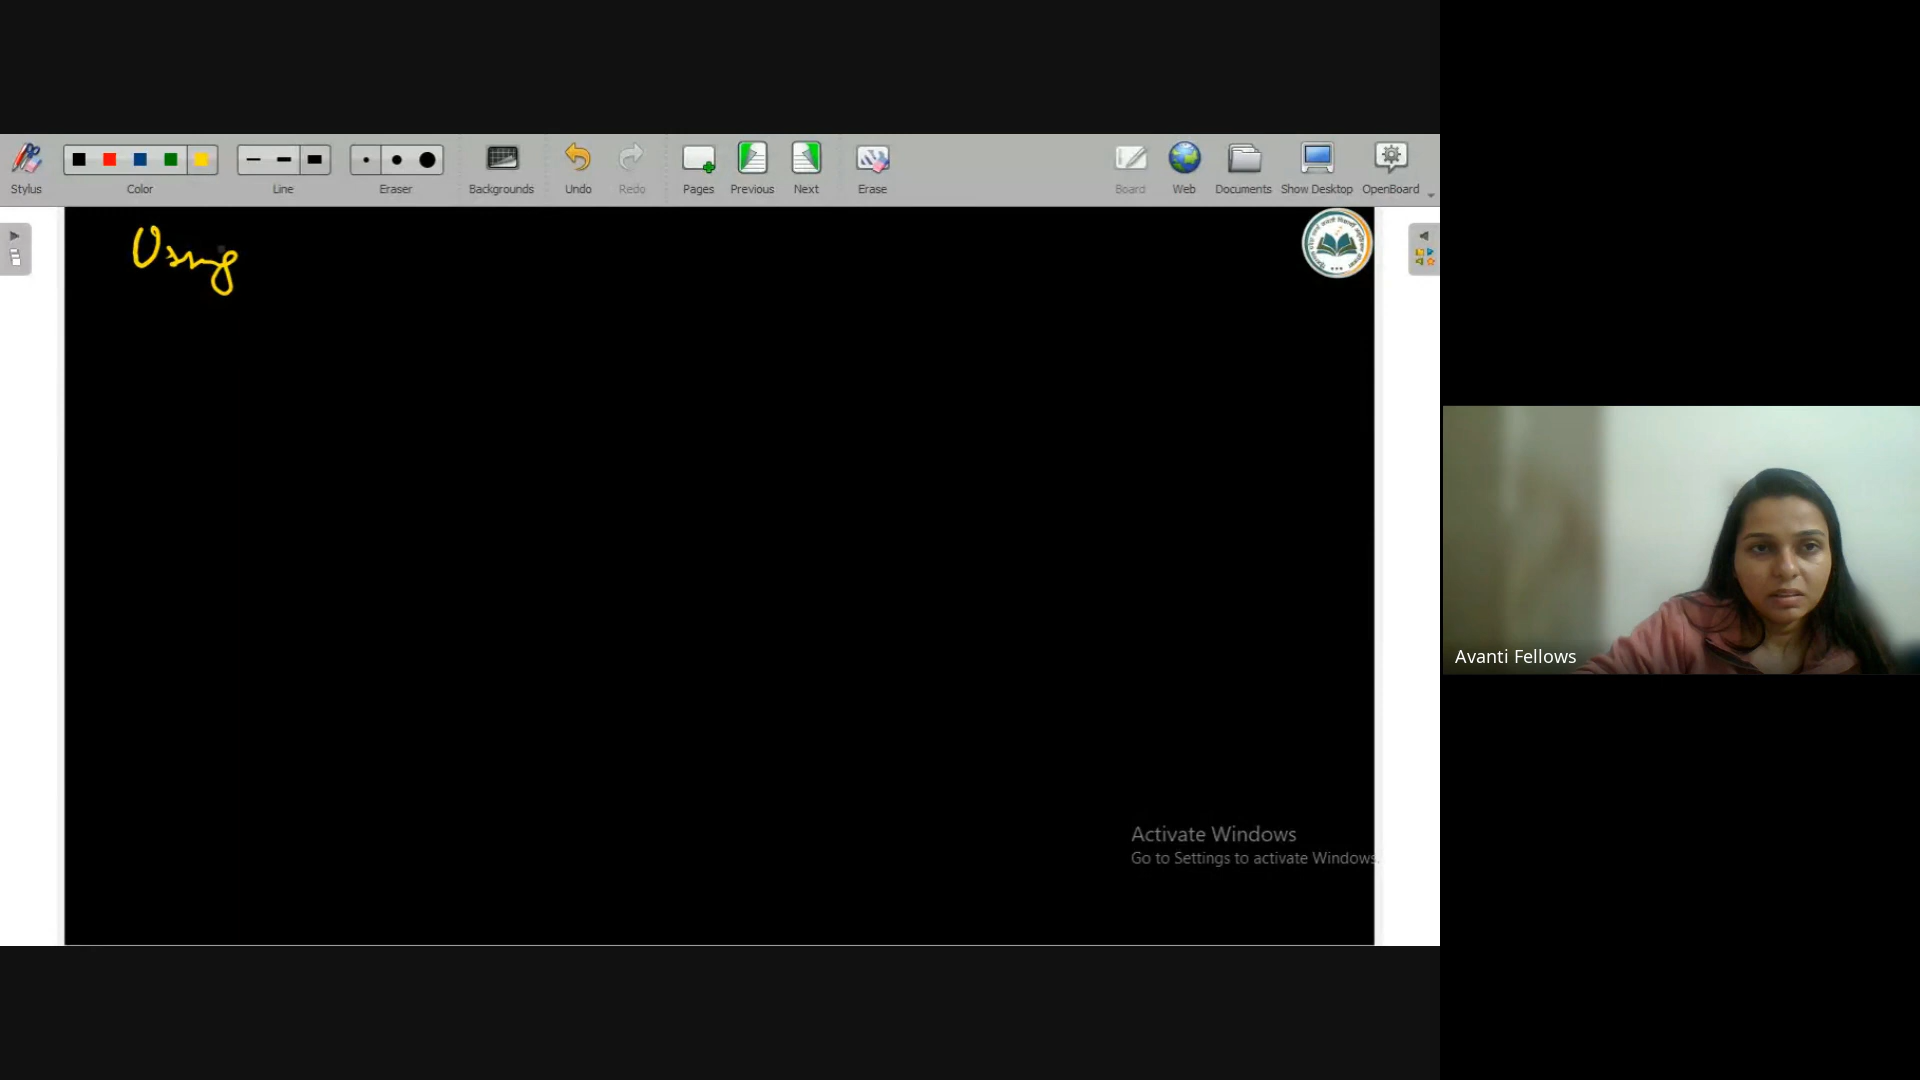 Stylus Color Line Eraser Backgrounds Undo Redo Pages Previous Next Erase Board Web Documents Show Desktop OpenBoard
Using
Avanti Fellows
Activate Windows
Go to Settings to activate Windows.